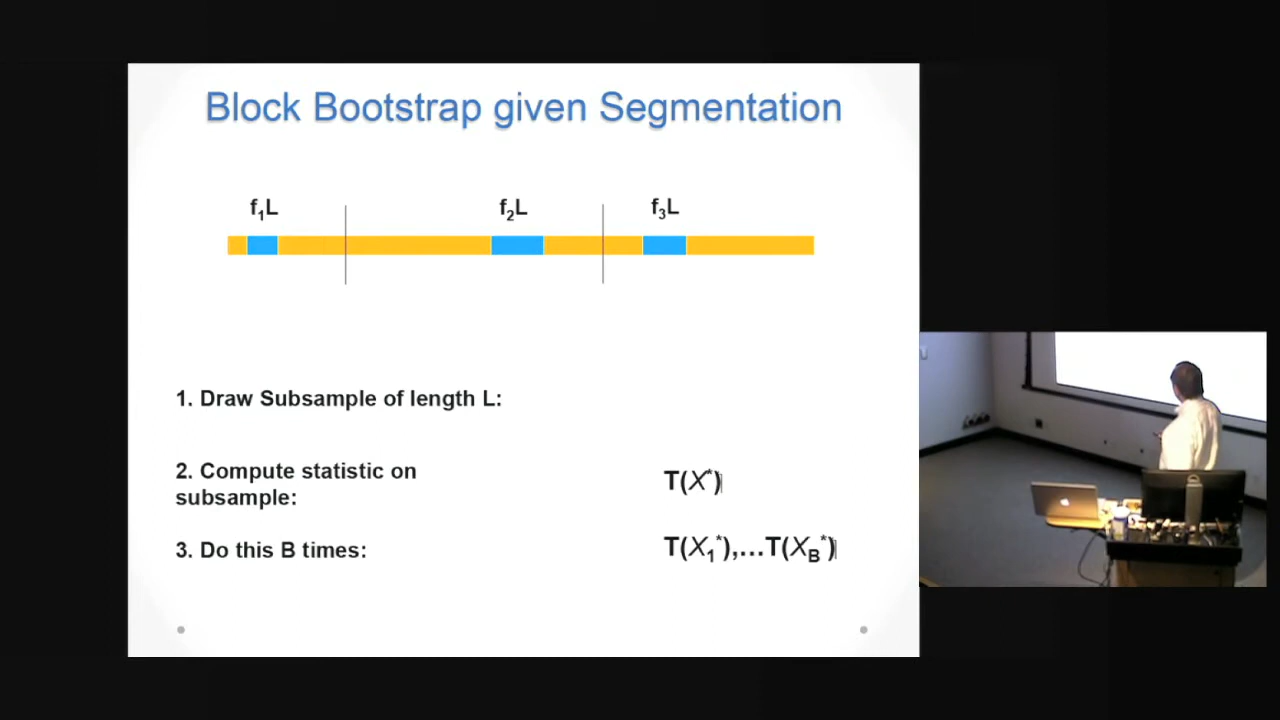 Block Bootstrap given Segmentation
f₁L f₂L f₃L
1. Draw Subsample of length L:
2. Compute statistic on
subsample:
T(X*)
3. Do this B times:
T(X₁*),…T(X_B*)